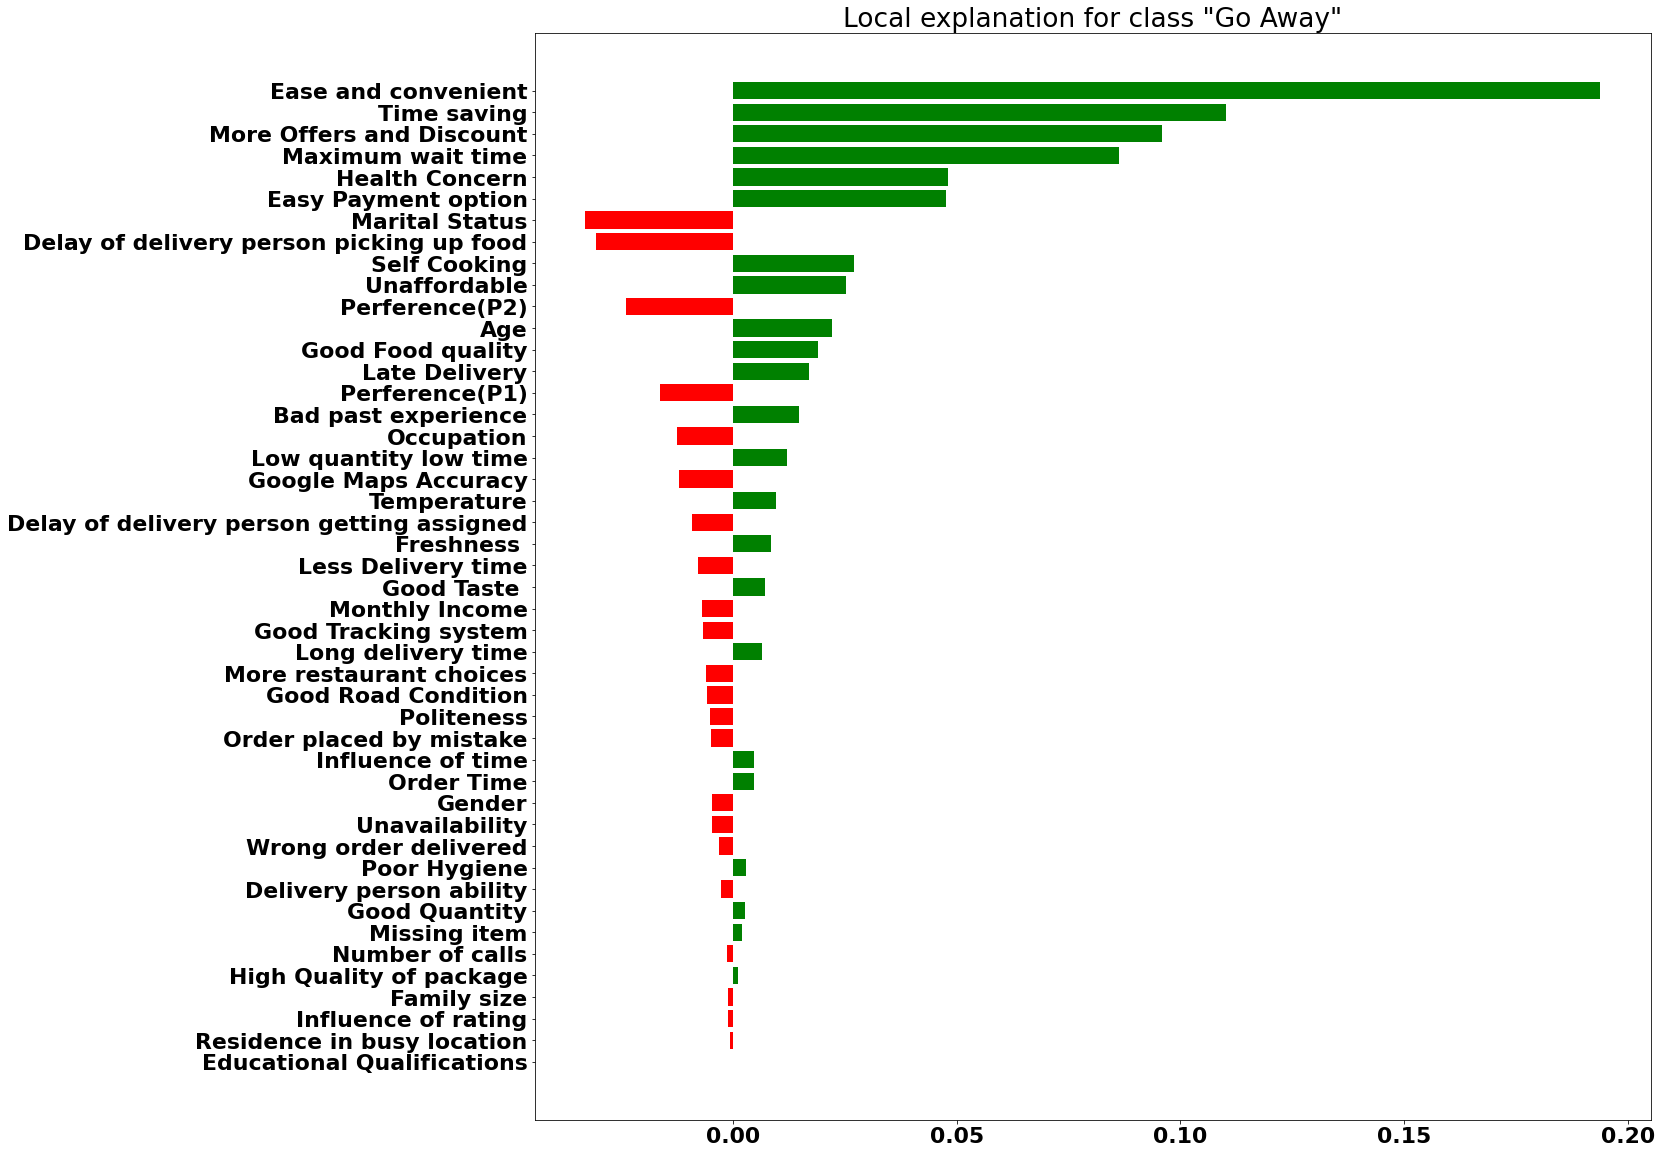 Local explanation for class "Go Away"
Ease and convenient
Time saving
More Offers and Discount
Maximum wait time
Health Concern
Easy Payment option
Marital Status
Delay of delivery person picking up food
Self Cooking
Unaffordable
Perference(P2)
Age
Good Food quality
Late Delivery
Perference(P1)
Bad past experience
Occupation
Low quantity low time
Google Maps Accuracy
Temperature
Delay of delivery person getting assigned
Freshness
Less Delivery time
Good Taste
Monthly Income
Good Tracking system
Long delivery time
More restaurant choices
Good Road Condition
Politeness
Order placed by mistake
Influence of time
Order Time
Gender
Unavailability
Wrong order delivered
Poor Hygiene
Delivery person ability
Good Quantity
Missing item
Number of calls
High Quality of package
Family size
Influence of rating
Residence in busy location
Educational Qualifications
0.00 0.05 0.10 0.15 0.20